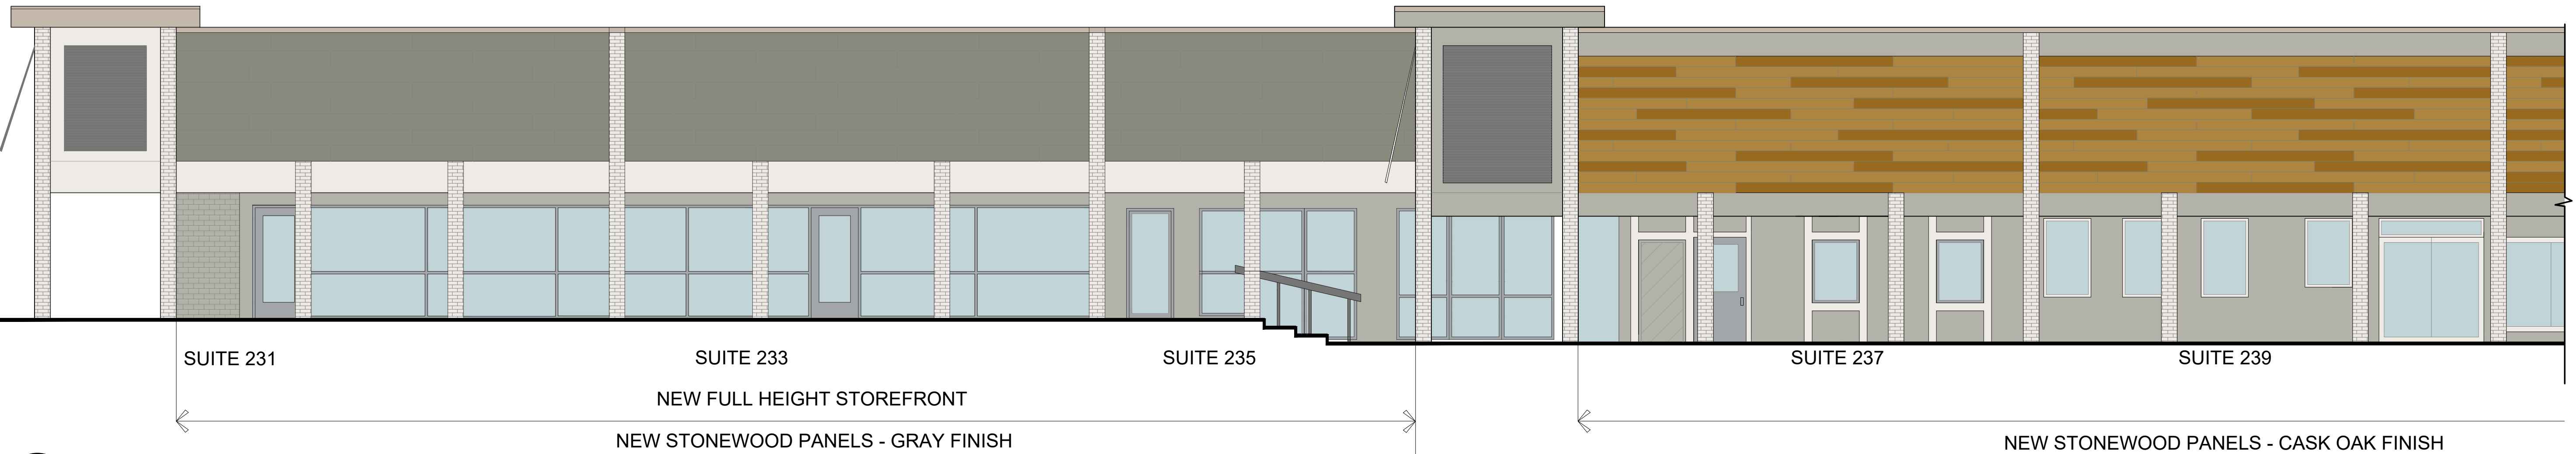 SUITE 231
SUITE 233
SUITE 235
SUITE 237
SUITE 239
NEW FULL HEIGHT STOREFRONT
NEW STONEWOOD PANELS - GRAY FINISH
NEW STONEWOOD PANELS - CASK OAK FINISH